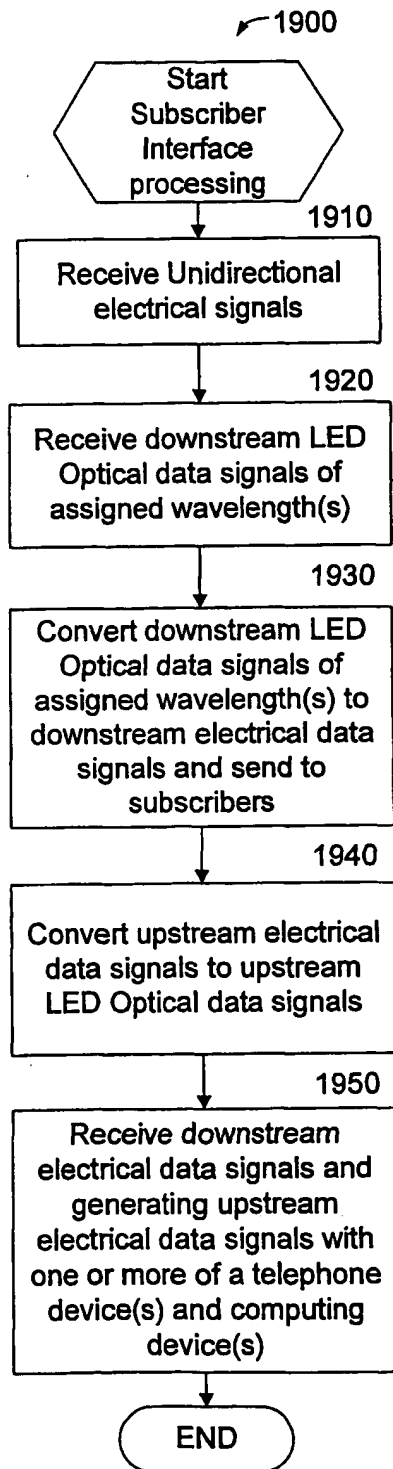 1900
Start
Subscriber
Interface
processing
1910
Receive Unidirectional
electrical signals
1920
Receive downstream LED
Optical data signals of
assigned wavelength(s)
1930
Convert downstream LED
Optical data signals of
assigned wavelength(s) to
downstream electrical data
signals and send to
subscribers
1940
Convert upstream electrical
data signals to upstream
LED Optical data signals
1950
Receive downstream
electrical data signals and
generating upstream
electrical data signals with
one or more of a telephone
device(s) and computing
device(s)
END